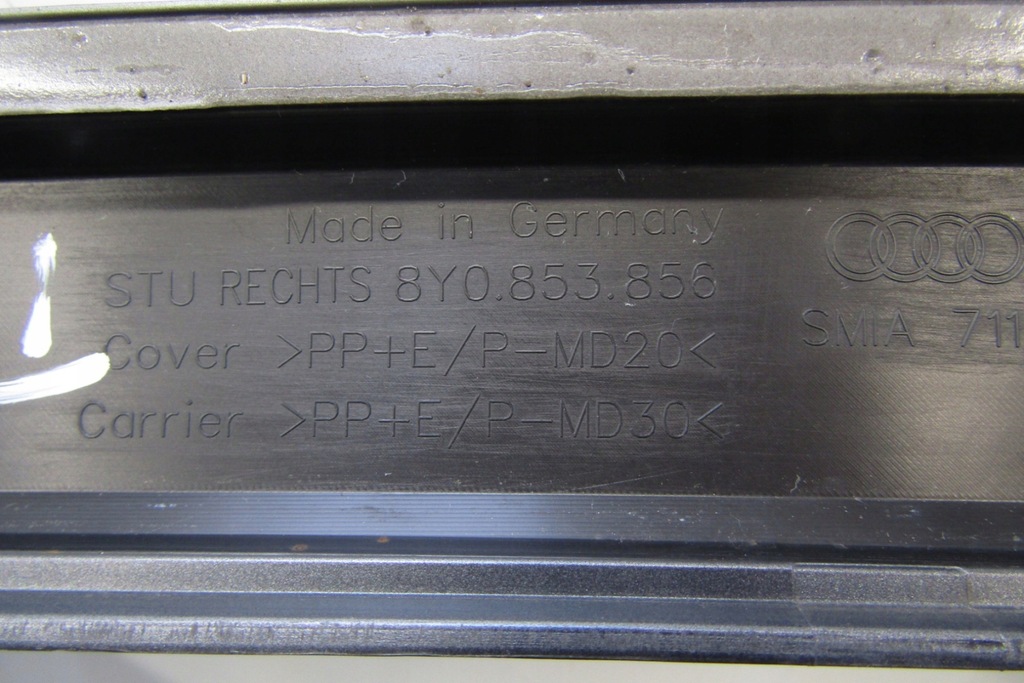 Made in Germany
STU RECHTS 8Y0.853.856
Cover >PP+E/P-MD20<
Carrier >PP+E/P-MD30<
SMIA 711